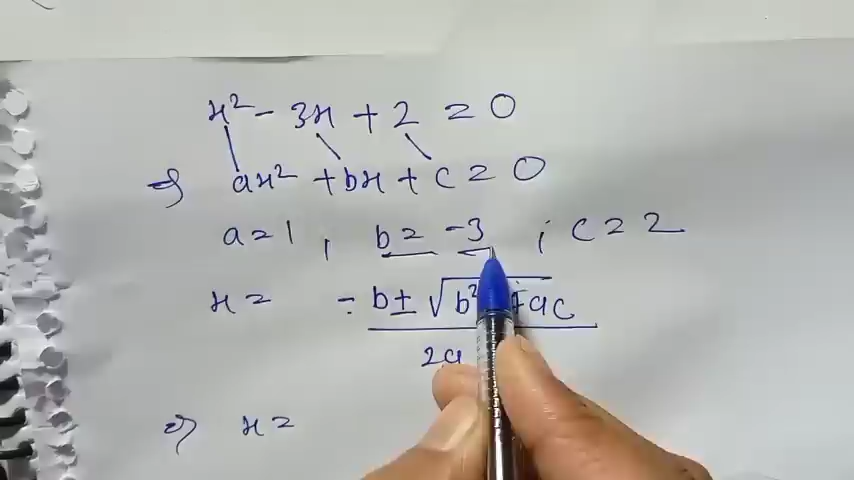 x² - 3x + 2 = 0
⇒ ax² + bx + c = 0
a = 1 , b = -3 ; c = 2
x = - b ± √b² 4ac
2a
⇒ x =